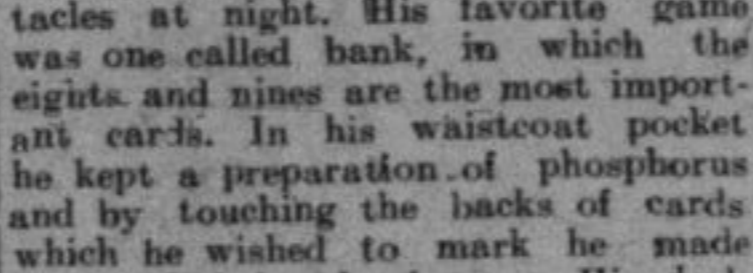 tacles at night. His favorite game
was one called bank, in which the
eights and nines are the most import-
ant cards. In his waistcoat pocket
he kept a preparation of phosphorus
and by touching the backs of cards
which he wished to mark he made